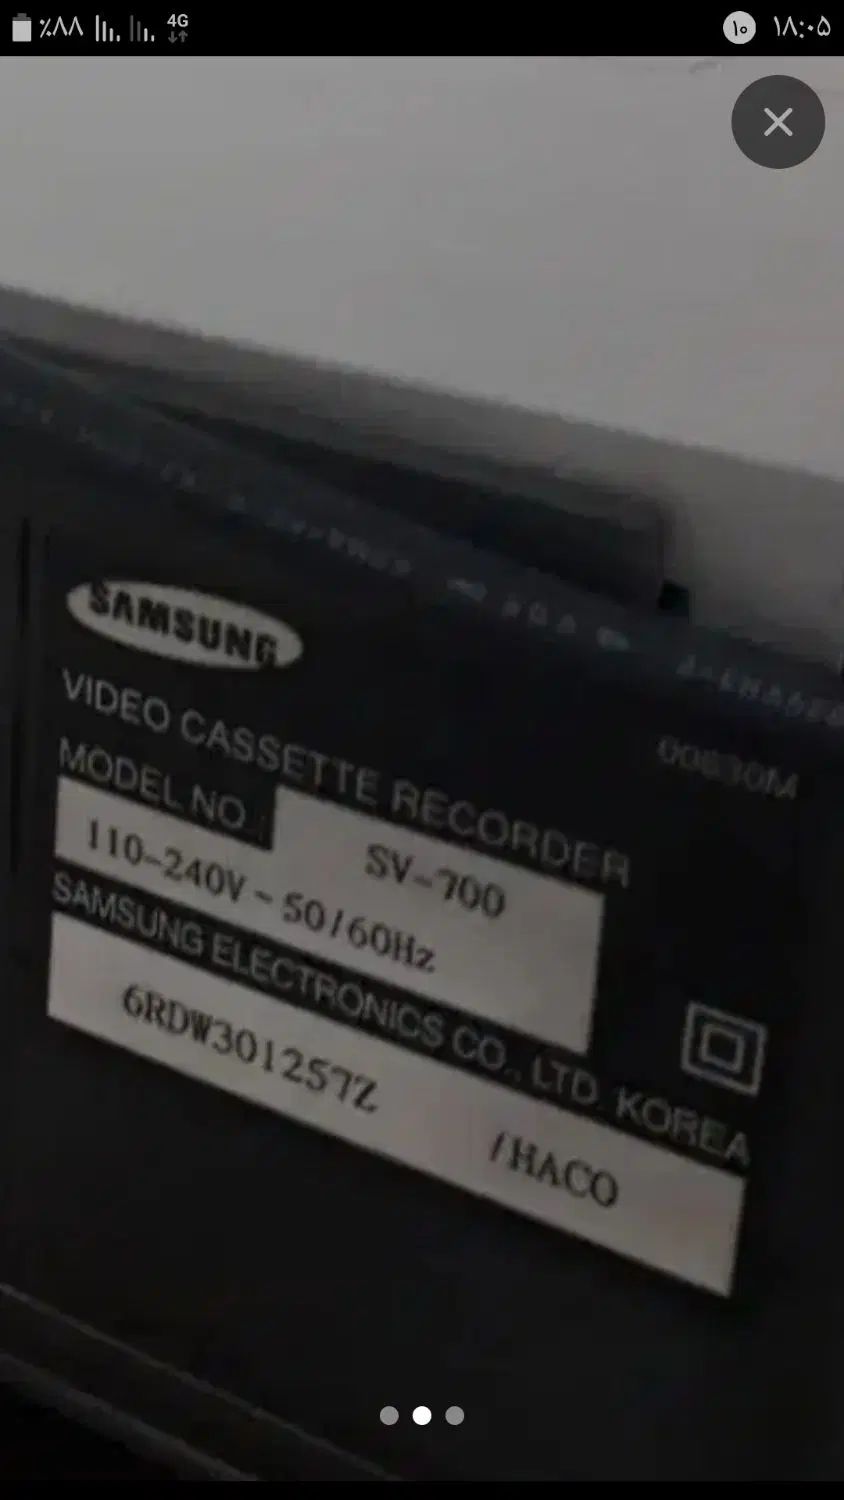 ٪۸۸ 4G ۱۰ ۱۸:۰۵
SAMSUNG
VIDEO CASSETTE RECORDER
MODEL NO.: SV-700
110-240V ~ 50/60Hz
SAMSUNG ELECTRONICS CO., LTD. KOREA
6RDW301257Z /HACO